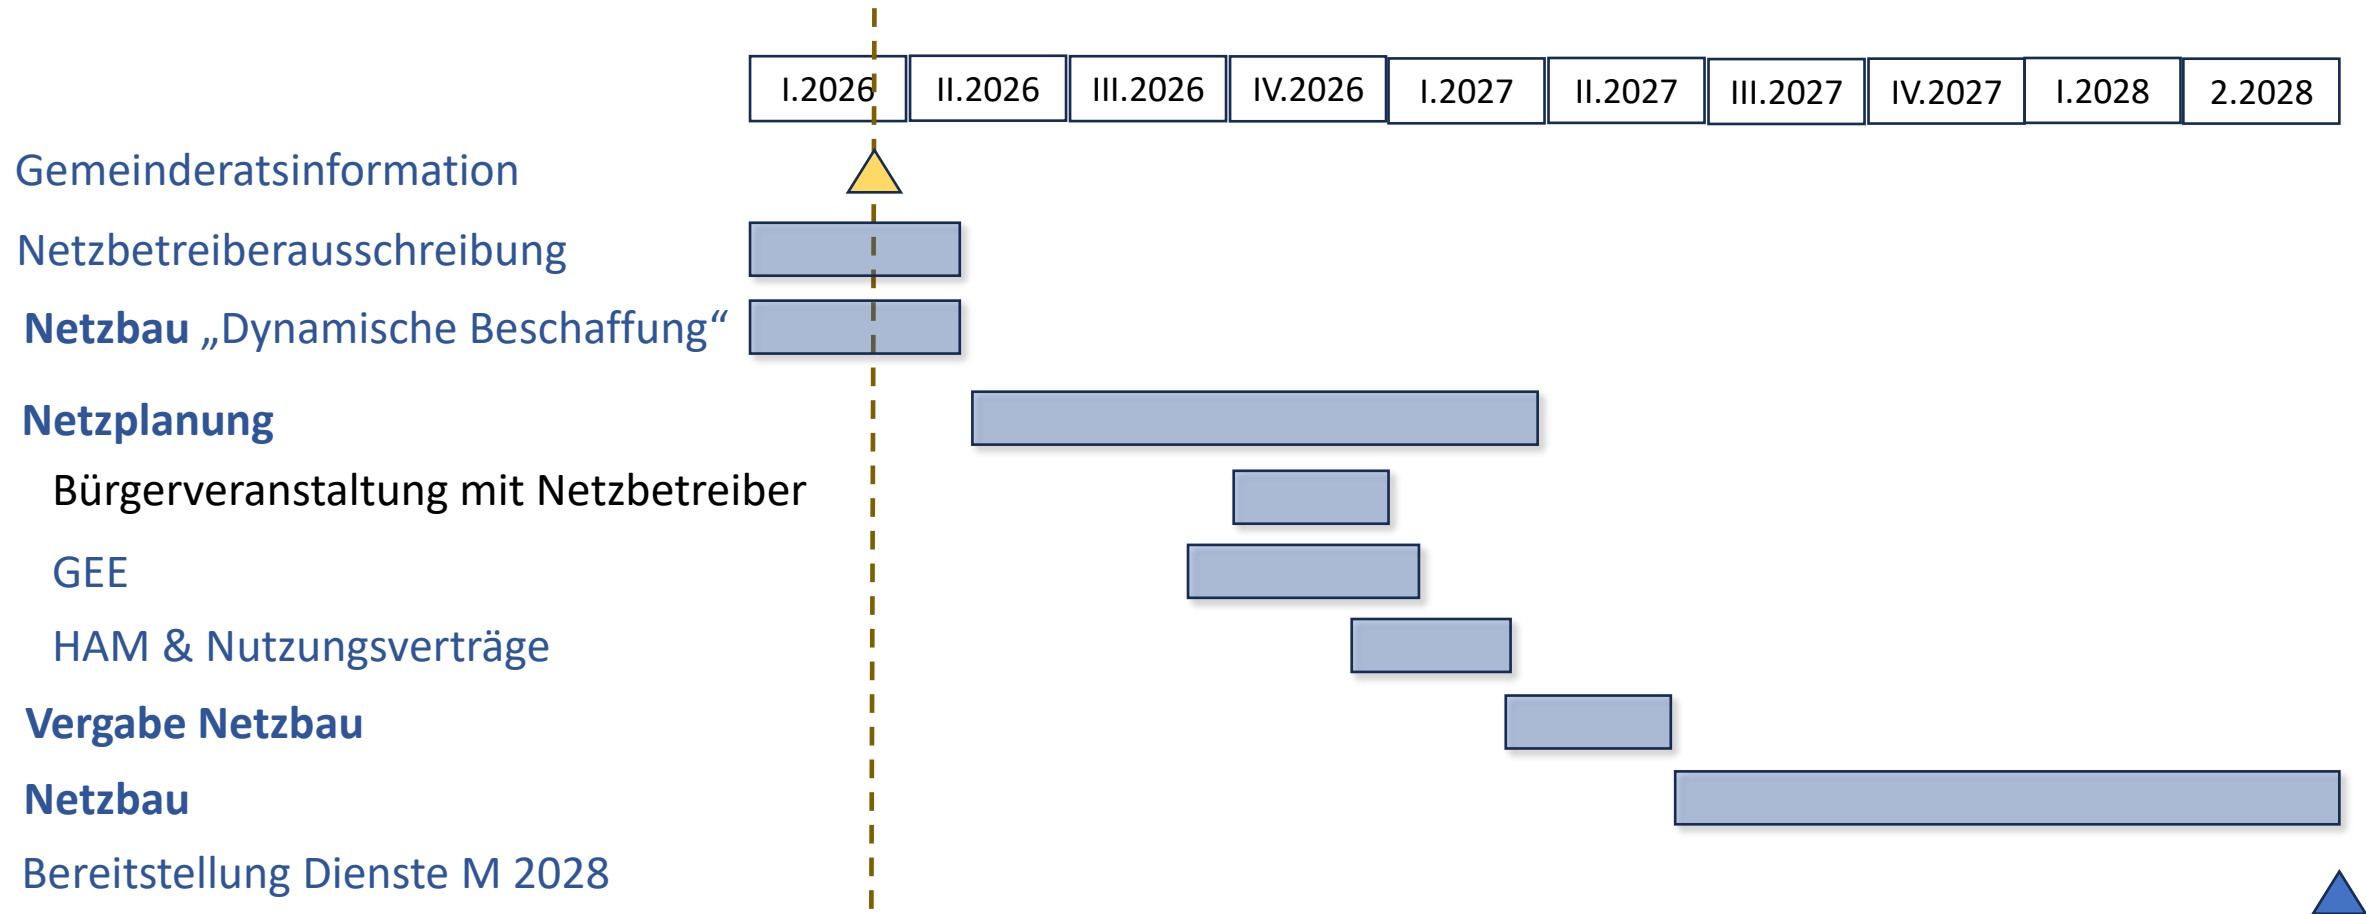 I.2026 II.2026 III.2026 IV.2026 I.2027 II.2027 III.2027 IV.2027 I.2028 2.2028
Gemeinderatsinformation
Netzbetreiberausschreibung
Netzbau „Dynamische Beschaffung“
Netzplanung
Bürgerveranstaltung mit Netzbetreiber
GEE
HAM & Nutzungsverträge
Vergabe Netzbau
Netzbau
Bereitstellung Dienste M 2028